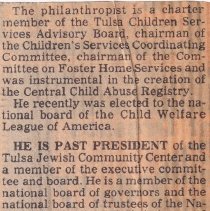 The philanthropist is a charter
member of the Tulsa Children Ser-
vices Advisory Board, chairman of
the Children's Services Coordinating
Committee, chairman of the Com-
mittee on Foster Home Services and
was instrumental in the creation of
the Central Child Abuse Registry.
He recently was elected to the na-
tional board of the Child Welfare
League of America.
HE IS PAST PRESIDENT of the
Tulsa Jewish Community Center and
a member of the executive commit-
tee and board. He is a member of the
national board of governors and the
national board of trustees of the Na-